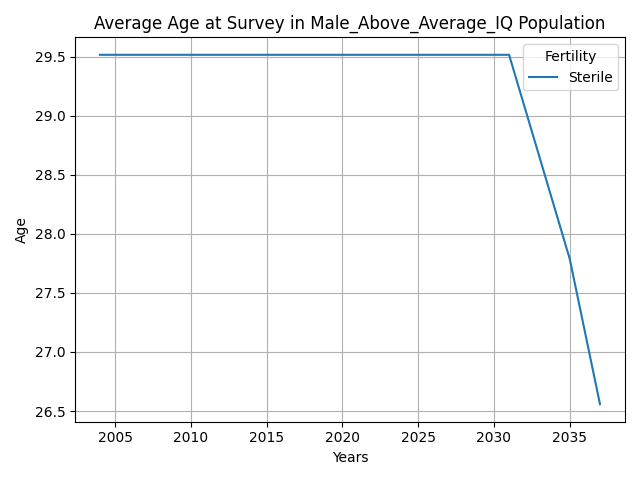 Average Age at Survey in Male_Above_Average_IQ Population
Fertility
Sterile
29.5
29.0
28.5
28.0
27.5
27.0
26.5
Age
2005 2010 2015 2020 2025 2030 2035
Years